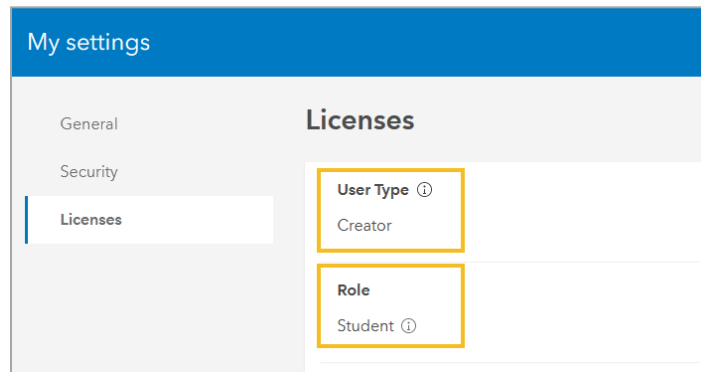 My settings
General
Security
Licenses
Licenses
User Type
Creator
Role
Student